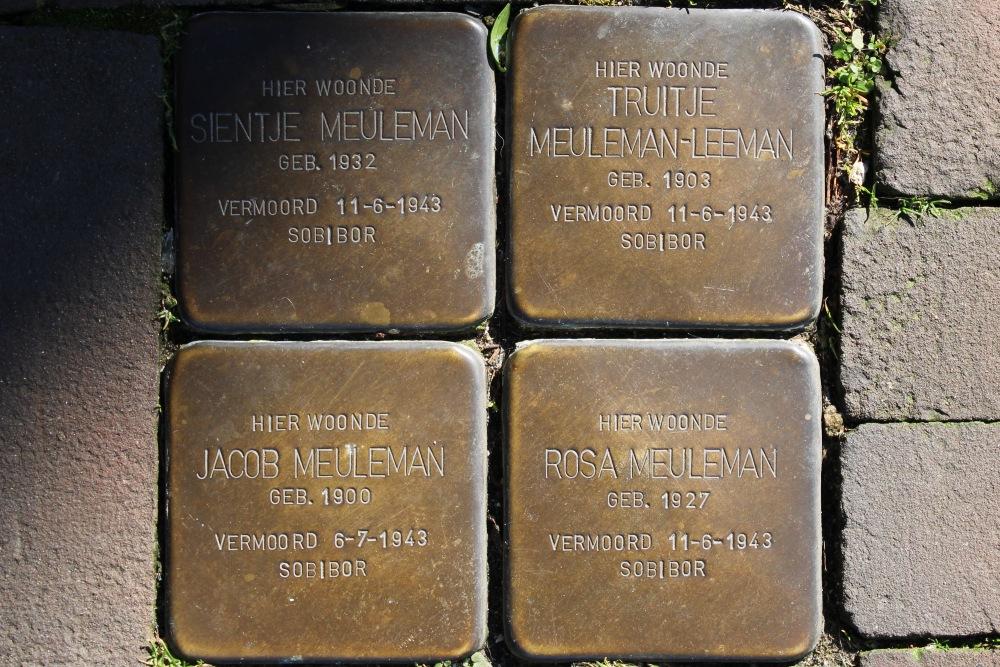 HIER WOONDE
SIENTJE MEULEMAN
GEB. 1932
VERMOORD 11-6-1943
SOBIBOR
HIER WOONDE
TRUITJE
MEULEMAN-LEEMAN
GEB. 1903
VERMOORD 11-6-1943
SOBIBOR
HIER WOONDE
JACOB MEULEMAN
GEB. 1900
VERMOORD 6-7-1943
SOBIBOR
HIER WOONDE
ROSA MEULEMAN
GEB. 1927
VERMOORD 11-6-1943
SOBIBOR